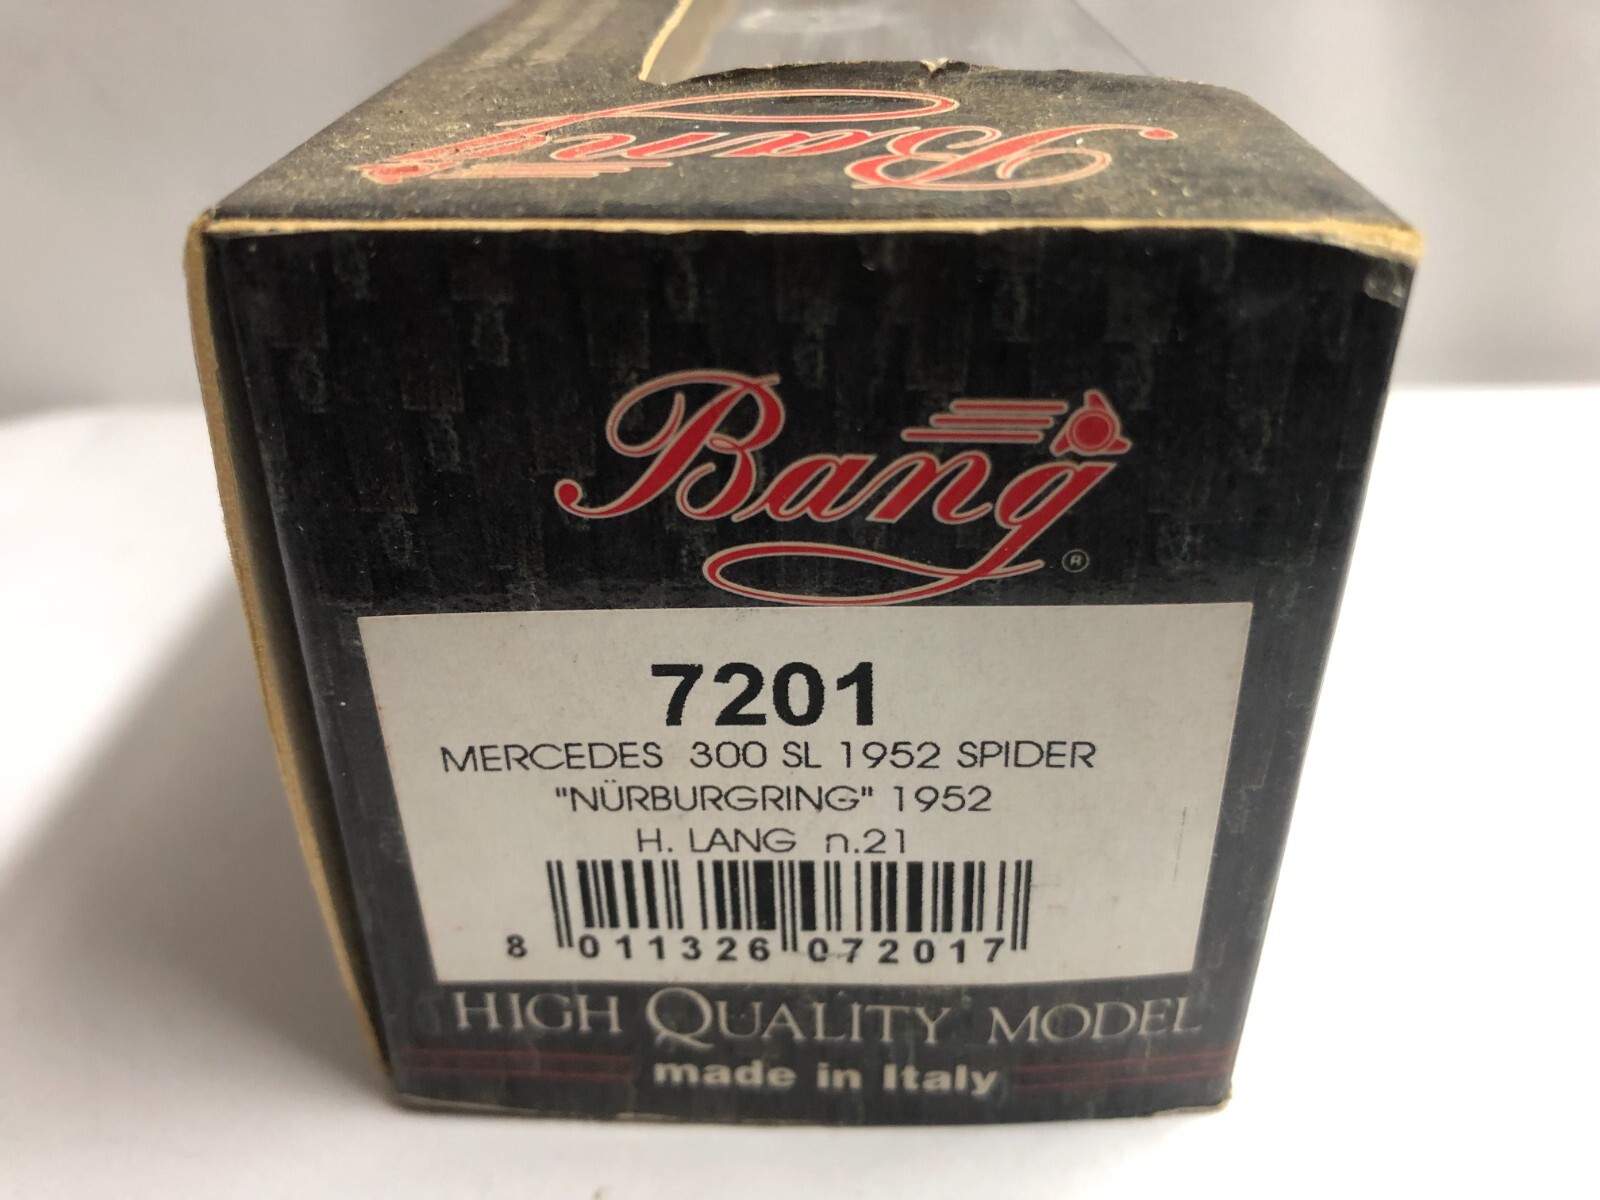 Bang
Bang
®
7201
MERCEDES 300 SL 1952 SPIDER
"NÜRBURGRING" 1952
H. LANG n.21
8 011326 072017
HIGH QUALITY MODEL
made in Italy